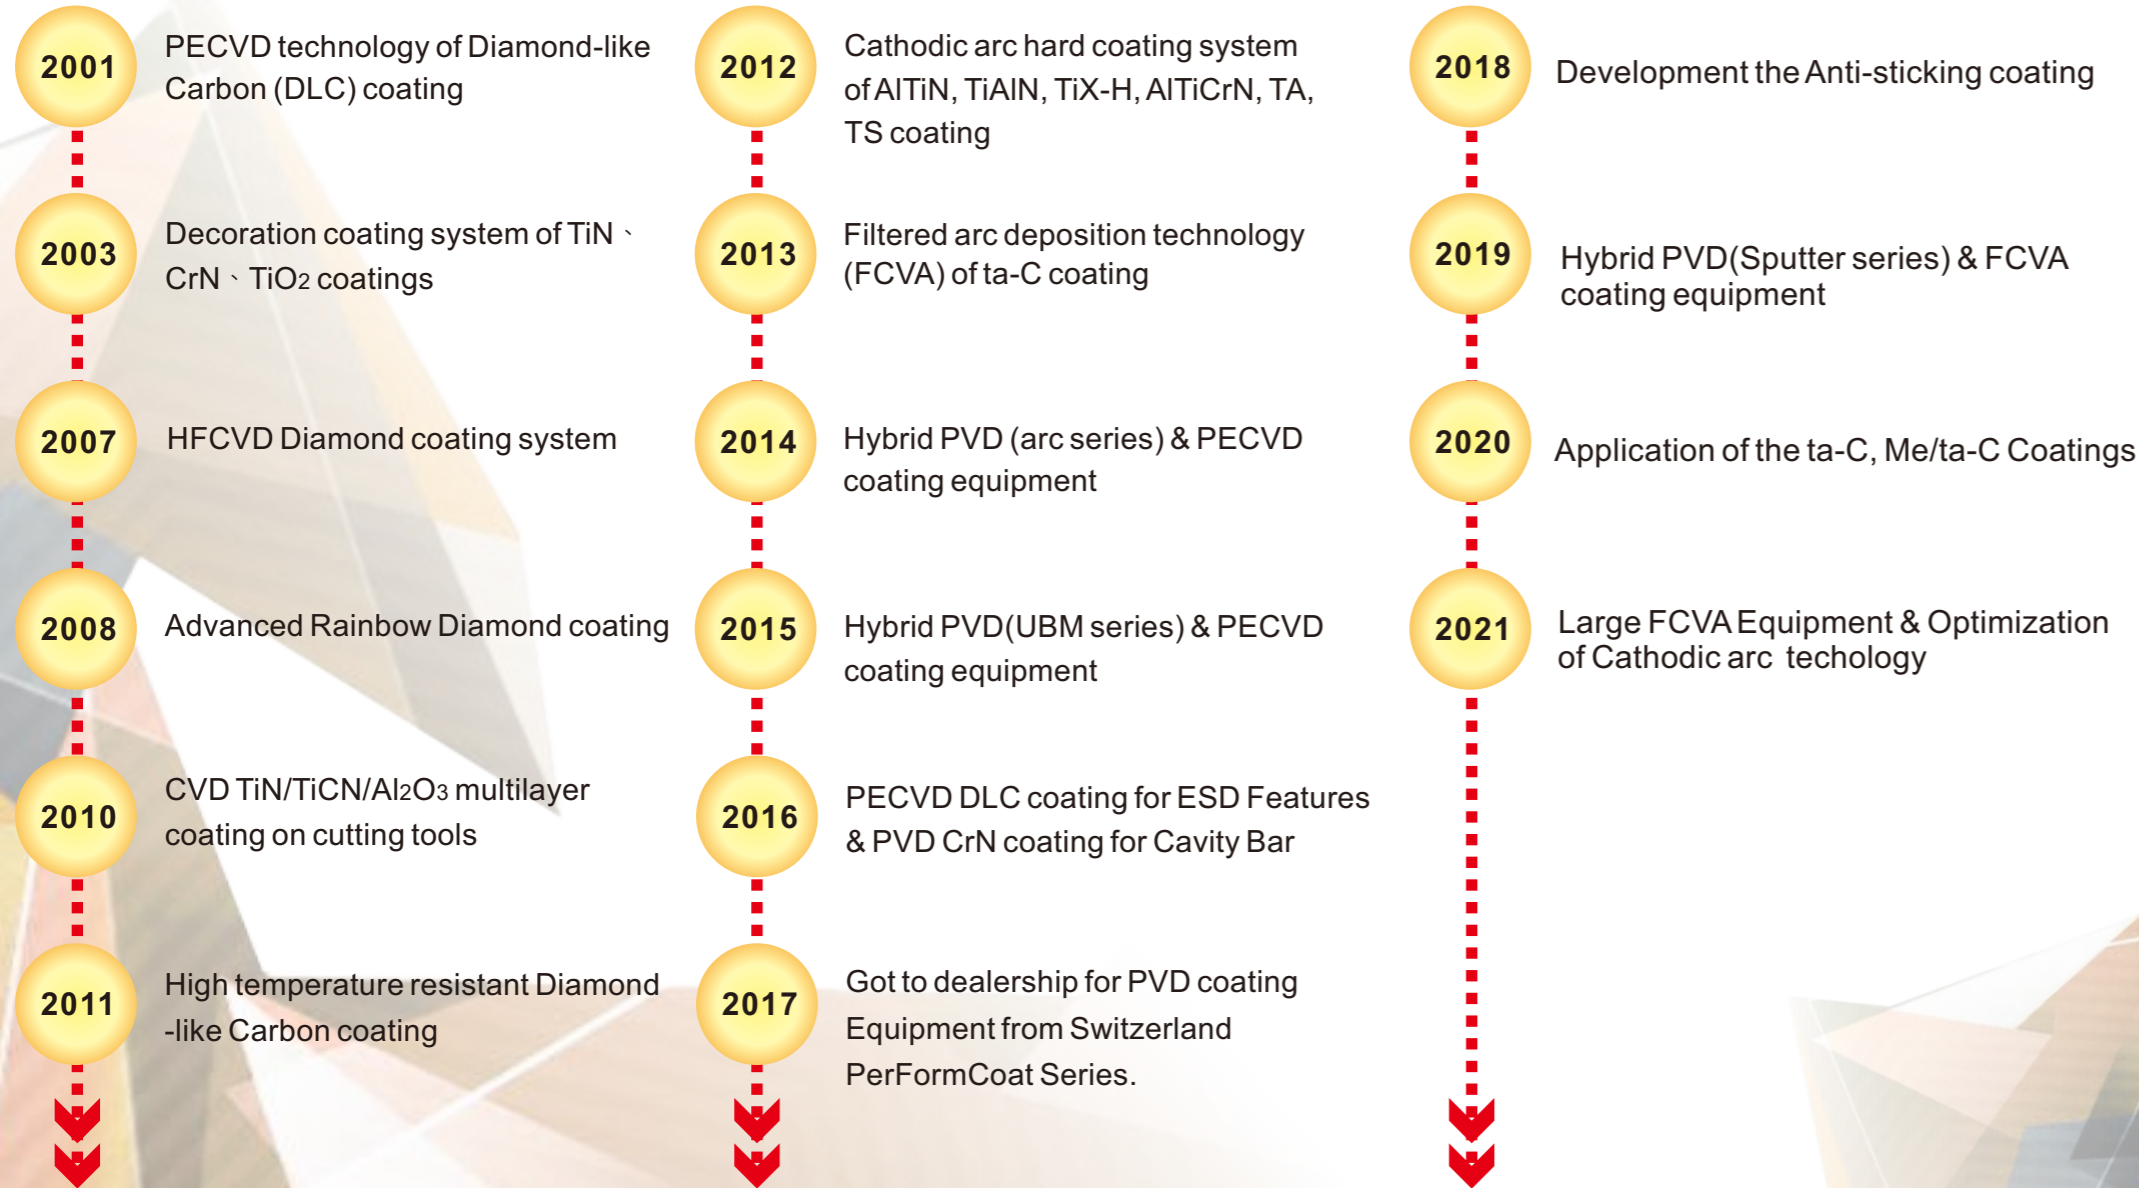 2001
PECVD technology of Diamond-like
Carbon (DLC) coating
2003
Decoration coating system of TiN、
CrN、TiO2 coatings
2007
HFCVD Diamond coating system
2008
Advanced Rainbow Diamond coating
2010
CVD TiN/TiCN/Al2O3 multilayer
coating on cutting tools
2011
High temperature resistant Diamond
-like Carbon coating
2012
Cathodic arc hard coating system
of AlTiN, TiAlN, TiX-H, AlTiCrN, TA,
TS coating
2013
Filtered arc deposition technology
(FCVA) of ta-C coating
2014
Hybrid PVD (arc series) & PECVD
coating equipment
2015
Hybrid PVD(UBM series) & PECVD
coating equipment
2016
PECVD DLC coating for ESD Features
& PVD CrN coating for Cavity Bar
2017
Got to dealership for PVD coating
Equipment from Switzerland
PerFormCoat Series.
2018
Development the Anti-sticking coating
2019
Hybrid PVD(Sputter series) & FCVA
coating equipment
2020
Application of the ta-C, Me/ta-C Coatings
2021
Large FCVA Equipment & Optimization
of Cathodic arc techology